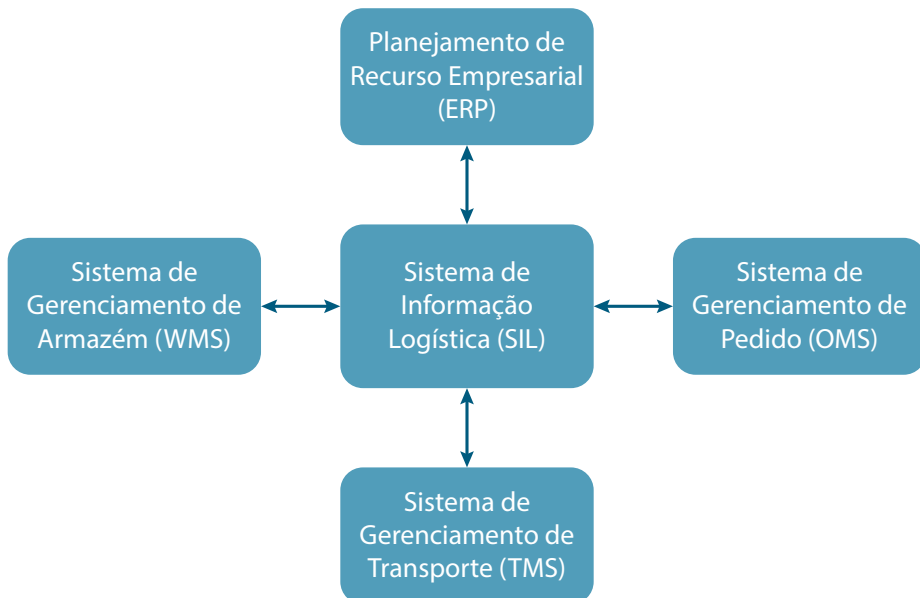 Planejamento de
Recurso Empresarial
(ERP)
Sistema de
Gerenciamento de
Armazém (WMS)
Sistema de
Informação
Logística (SIL)
Sistema de
Gerenciamento de
Pedido (OMS)
Sistema de
Gerenciamento de
Transporte (TMS)